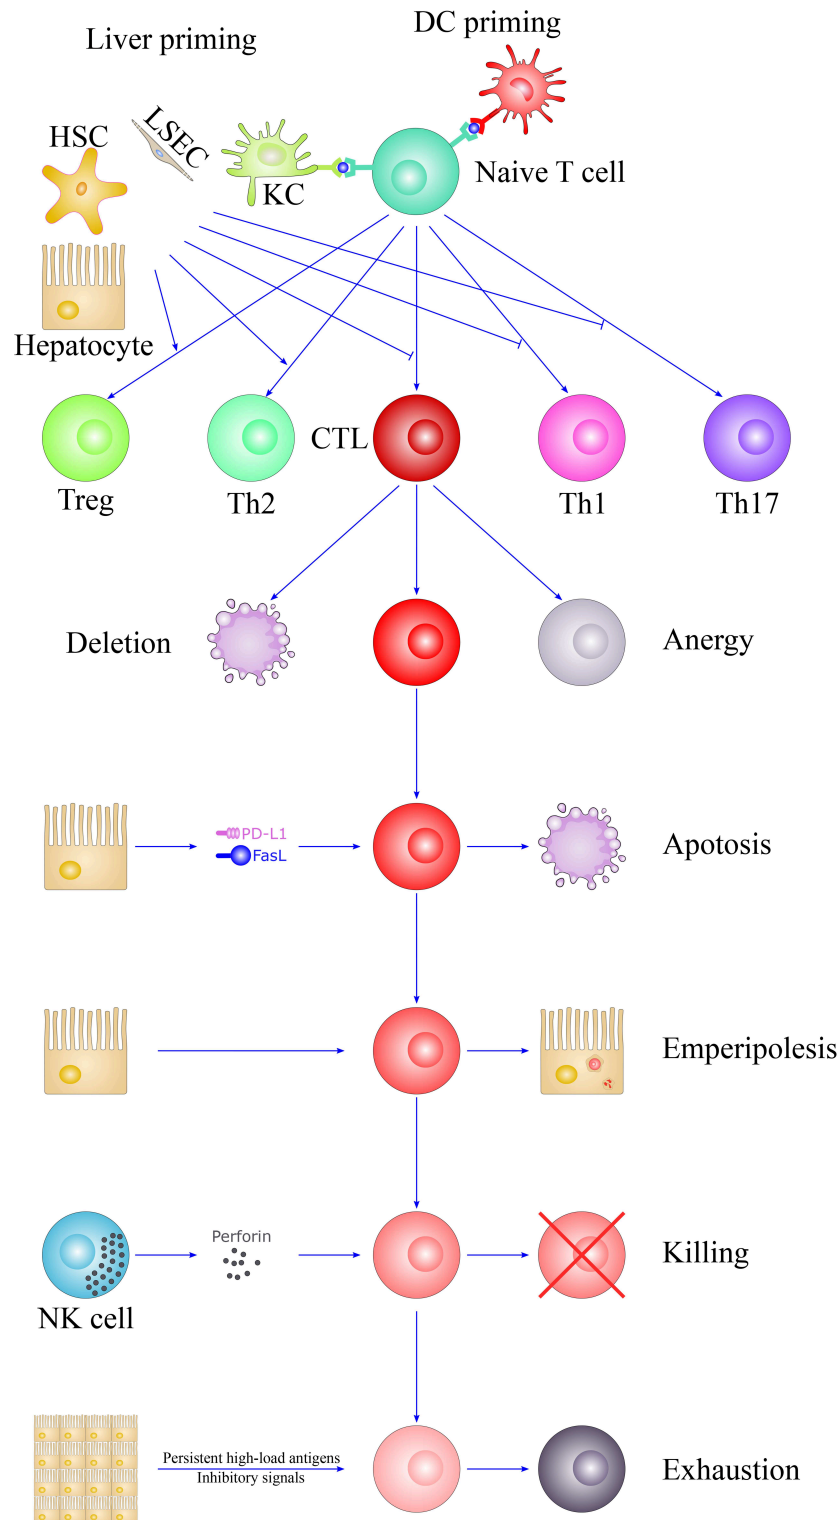 Liver priming
DC priming
HSC
LSEC
KC
Naive T cell
Hepatocyte
Treg
Th2
CTL
Th1
Th17
Deletion
Anergy
PD-L1
FasL
Apotosis
Emperipolesis
Perforin
NK cell
Killing
Persistent high-load antigens
Inhibitory signals
Exhaustion